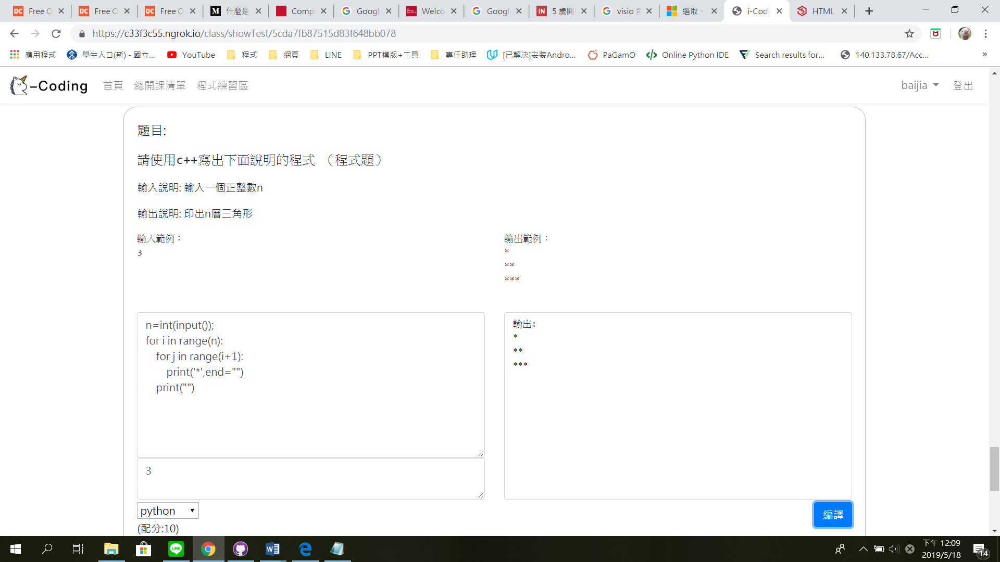 Free O
Free O
Free O
什麼是
Comp
Googl
Welco
Googl
5 歲開
visio 
選取、
i-Codi
HTML
https://c33f3c55.ngrok.io/class/showTest/5cda7fb87515d83f648bb078
應用程式
學生入口(新) - 國立...
YouTube
程式
網頁
LINE
PPT模版+工具
專任助理
[已解决]安装Andro...
PaGamO
Online Python IDE
Search results for...
140.133.78.67/Acc...
»
-Coding
首頁
總開課清單
程式練習區
baijia
登出
題目:
請使用c++寫出下面說明的程式 （程式題）
輸入說明: 輸入一個正整數n
輸出說明: 印出n層三角形
輸入範例：
3
輸出範例：
*
**
***
n=int(input());
for i in range(n):
    for j in range(i+1):
        print('*',end="")
    print("")
輸出:
*
**
***
3
python
編譯
(配分:10)
下午 12:09
2019/5/18
14